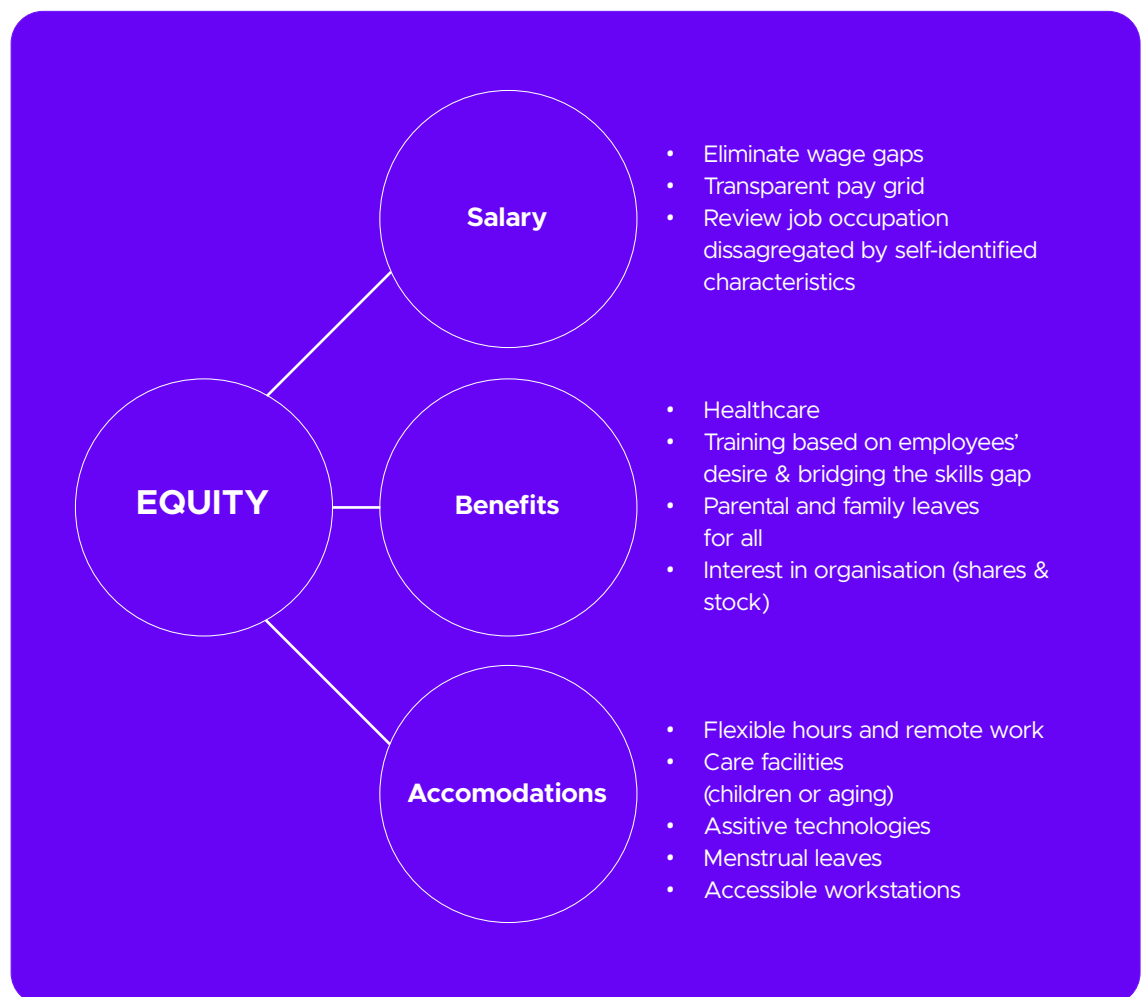 Salary
• Eliminate wage gaps
• Transparent pay grid
• Review job occupation
dissagregated by self-identified
characteristics
EQUITY
Benefits
• Healthcare
• Training based on employees’
desire & bridging the skills gap
• Parental and family leaves
for all
• Interest in organisation (shares &
stock)
Accomodations
• Flexible hours and remote work
• Care facilities
(children or aging)
• Assitive technologies
• Menstrual leaves
• Accessible workstations